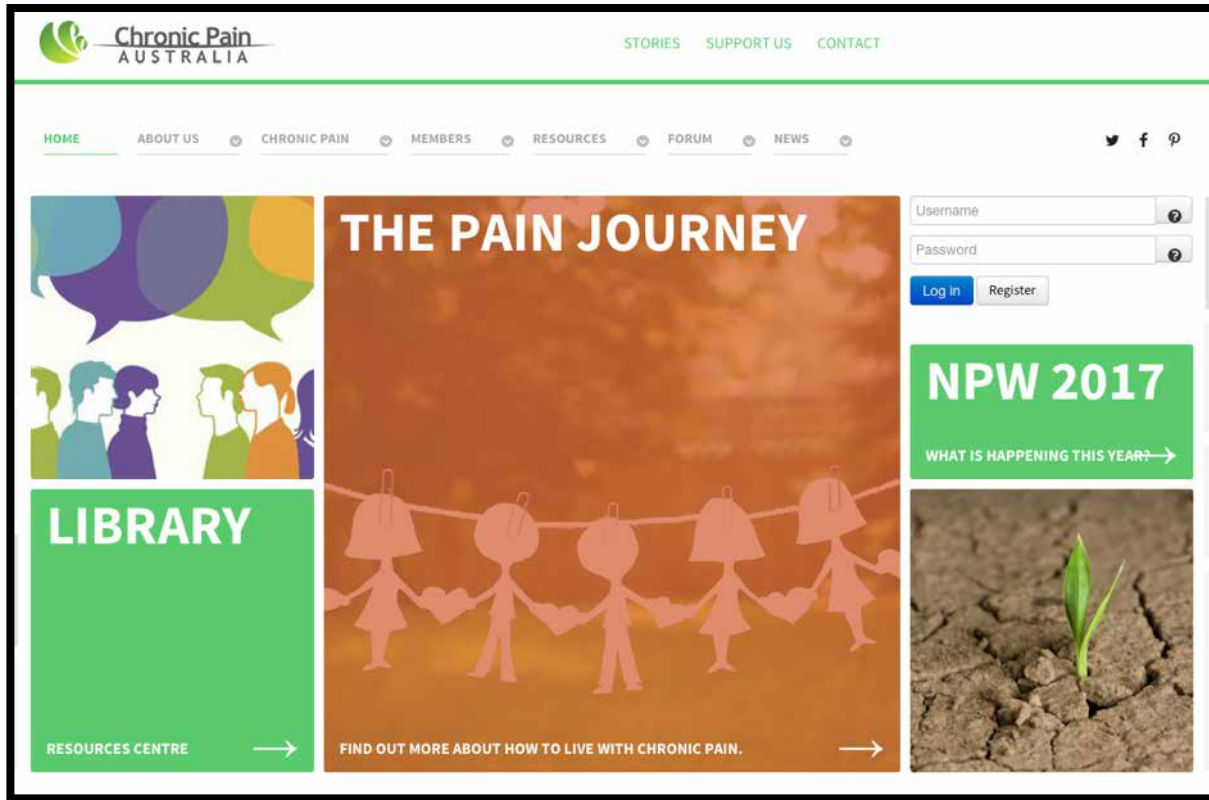 Chronic Pain
AUSTRALIA
STORIES SUPPORT US CONTACT
HOME ABOUT US CHRONIC PAIN MEMBERS RESOURCES FORUM NEWS
THE PAIN JOURNEY
FIND OUT MORE ABOUT HOW TO LIVE WITH CHRONIC PAIN.
LIBRARY
RESOURCES CENTRE
Username
Password
Log in Register
NPW 2017
WHAT IS HAPPENING THIS YEAR?